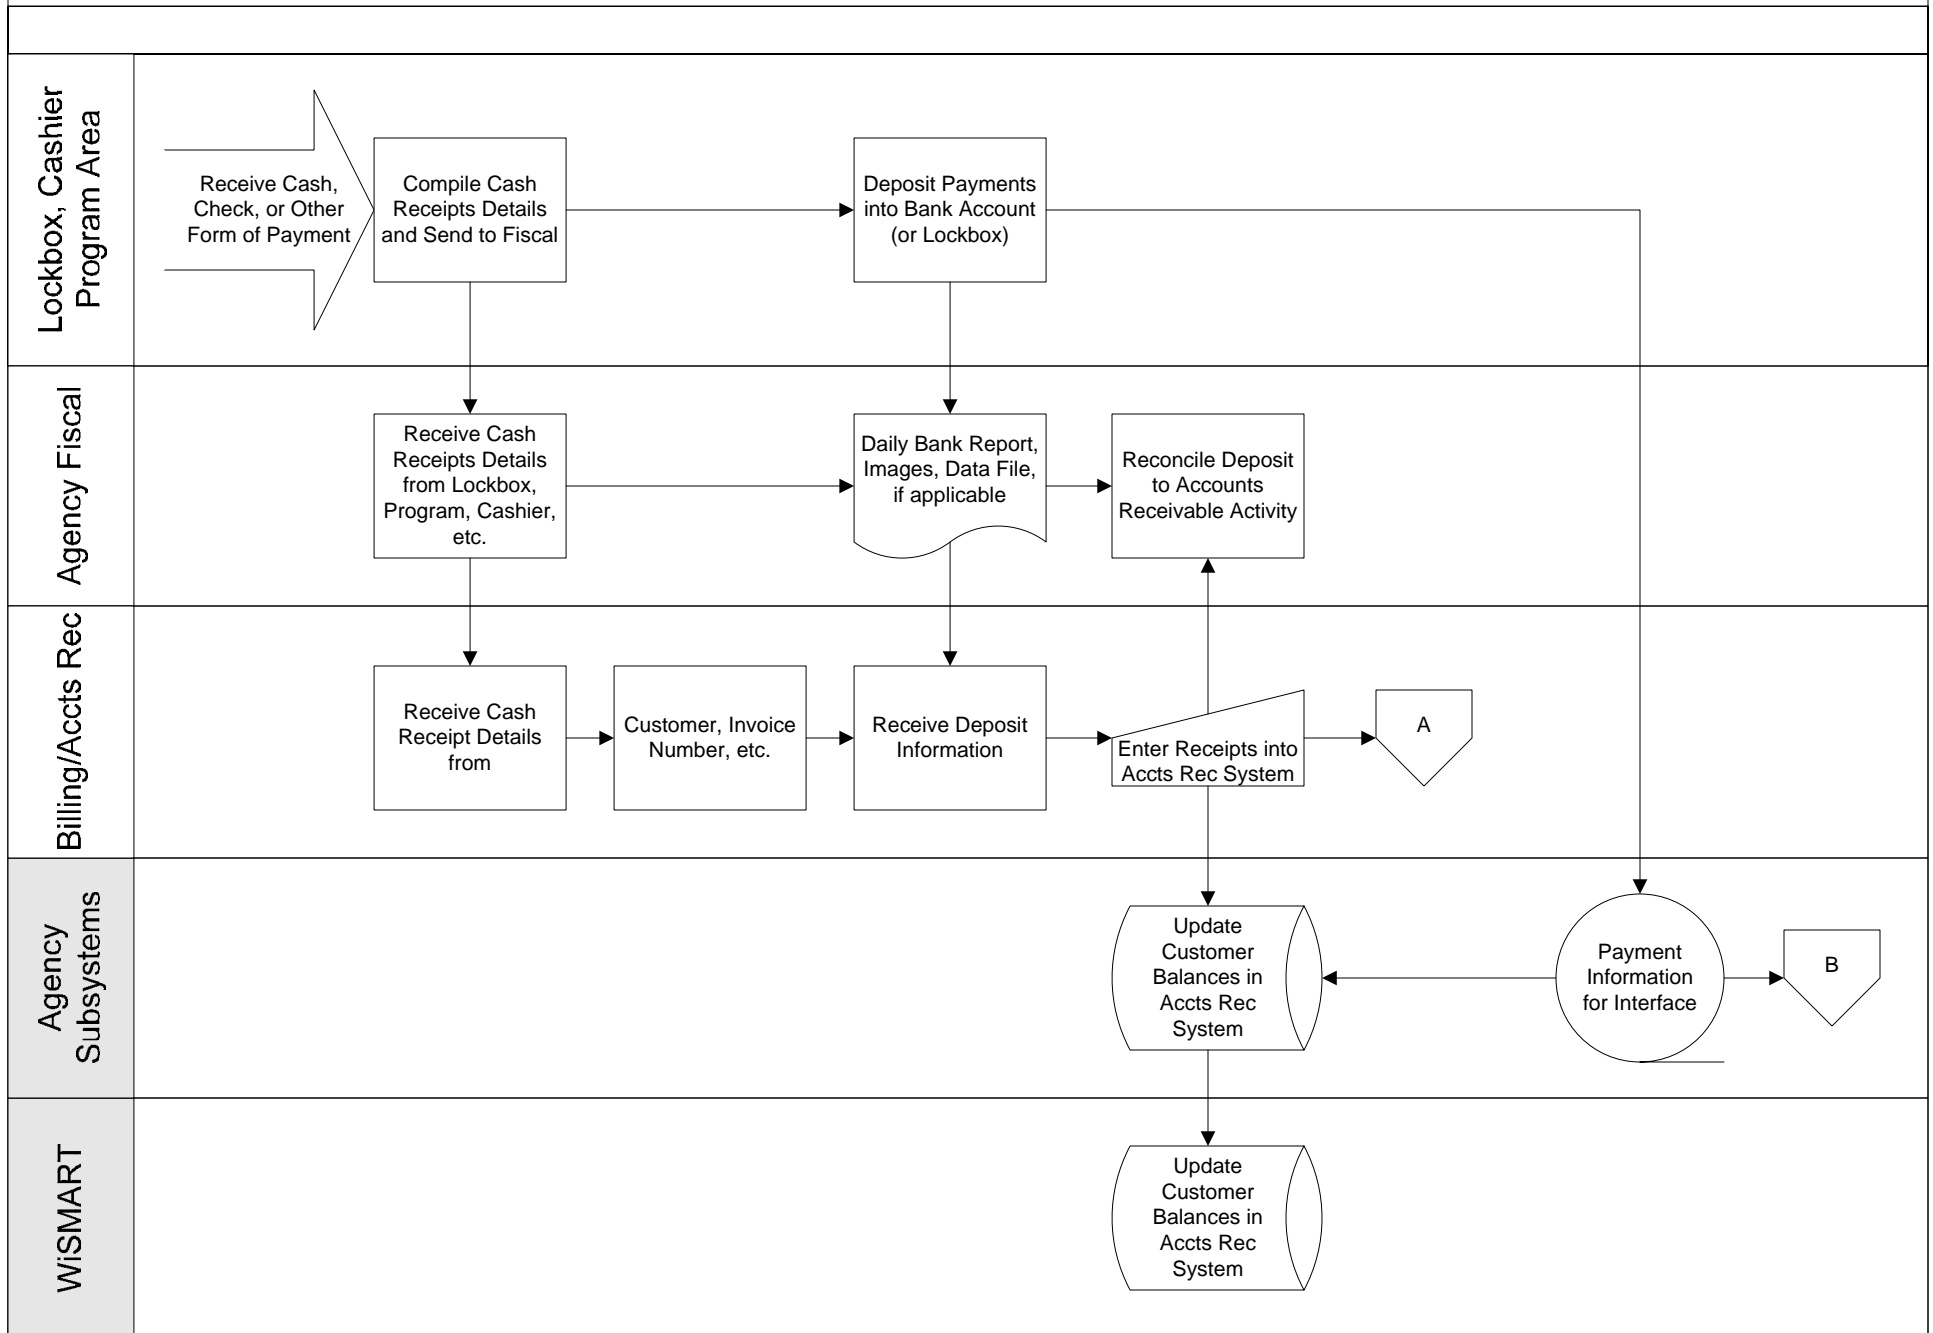 Lockbox, Cashier
Program Area
Receive Cash,
Check, or Other
Form of Payment
Compile Cash
Receipts Details
and Send to Fiscal
Deposit Payments
into Bank Account
(or Lockbox)
Agency Fiscal
Receive Cash
Receipts Details
from Lockbox,
Program, Cashier,
etc.
Daily Bank Report,
Images, Data File,
if applicable
Reconcile Deposit
to Accounts
Receivable Activity
Billing/Accts Rec
Receive Cash
Receipt Details
from
Customer, Invoice
Number, etc.
Receive Deposit
Information
Enter Receipts into
Accts Rec System
A
Agency
Subsystems
Update
Customer
Balances in
Accts Rec
System
Payment
Information
for Interface
B
WiSMART
Update
Customer
Balances in
Accts Rec
System